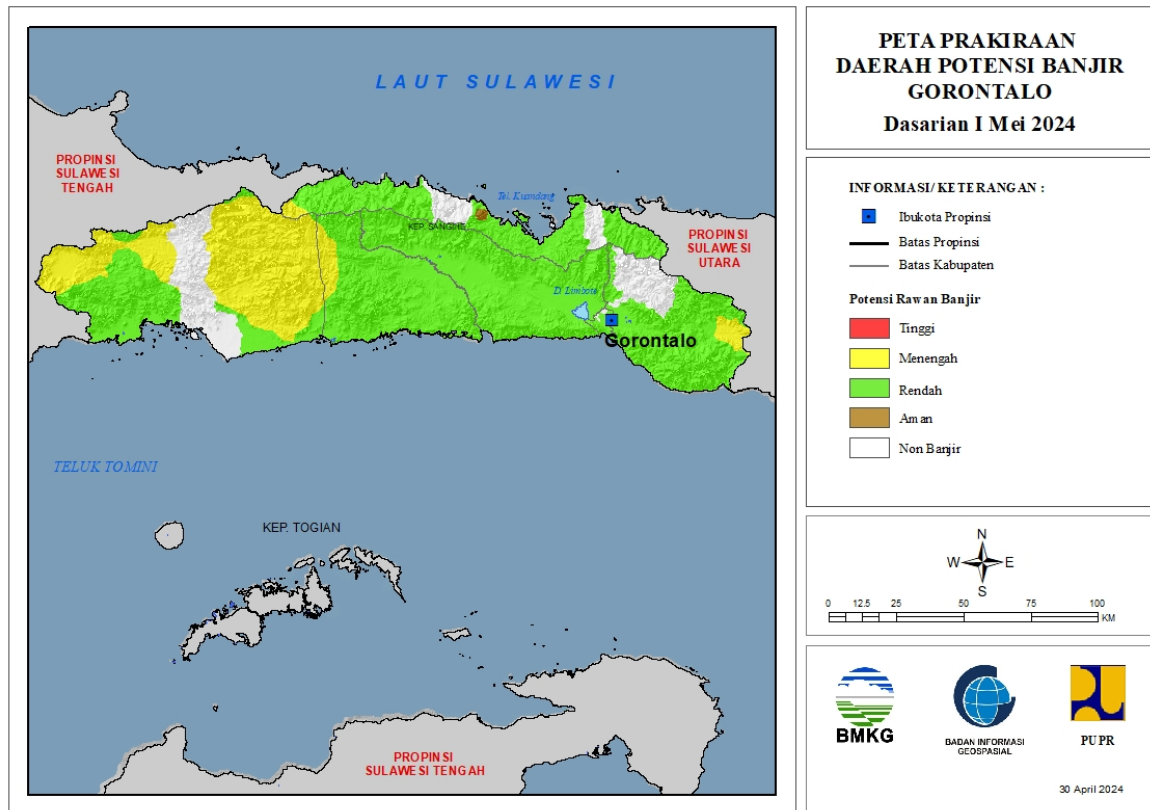 LAUT SULAWESI
PROPINSI
SULAWESI
TENGAH
Tel. Kuandang
KEP. SANGIHE
PROPINSI
SULAWESI
UTARA
D. Limboto
Gorontalo
TELUK TOMINI
KEP. TOGIAN
PROPINSI
SULAWESI TENGAH
PETA PRAKIRAAN
DAERAH POTENSI BANJIR
GORONTALO
Dasarian I Mei 2024
INFORMASI/ KETERANGAN :
Ibukota Propinsi
Batas Propinsi
Batas Kabupaten
Potensi Rawan Banjir
Tinggi
Menengah
Rendah
Aman
Non Banjir
N
W E
S
0 12.5 25 50 75 100
KM
BMKG
BADAN INFORMASI
GEOSPASIAL
PUPR
30 April 2024